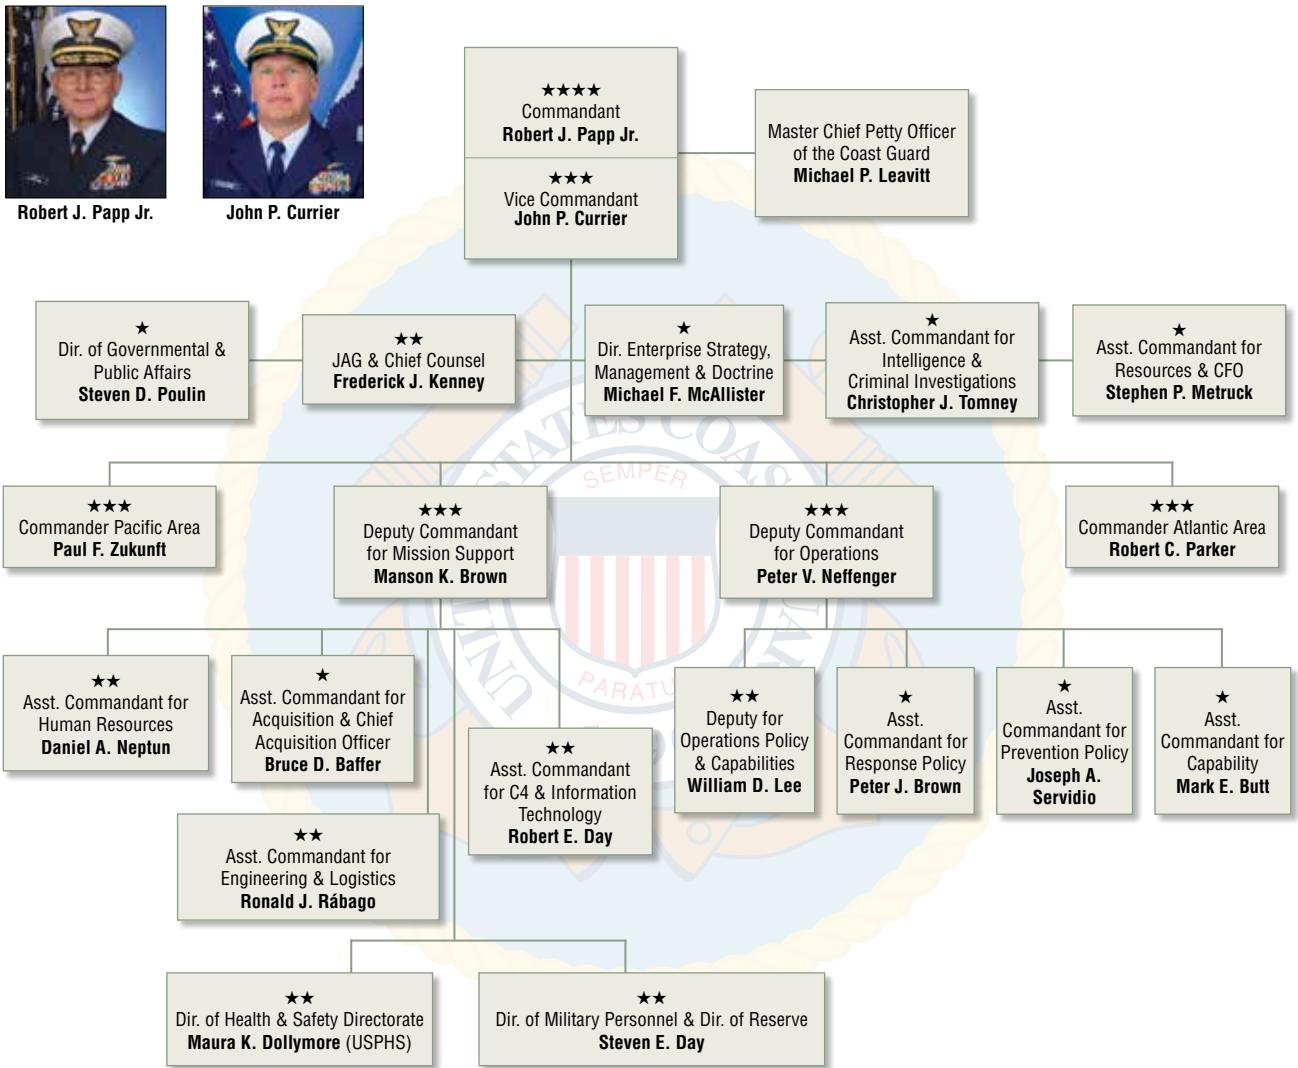 Robert J. Papp Jr.
John P. Currier
★★★★
Commandant
Robert J. Papp Jr.
★★★
Vice Commandant
John P. Currier
Master Chief Petty Officer
of the Coast Guard
Michael P. Leavitt
★
Dir. of Governmental &
Public Affairs
Steven D. Poulin
★★
JAG & Chief Counsel
Frederick J. Kenney
★
Dir. Enterprise Strategy,
Management & Doctrine
Michael F. McAllister
★
Asst. Commandant for
Intelligence &
Criminal Investigations
Christopher J. Tomney
★
Asst. Commandant for
Resources & CFO
Stephen P. Metruck
★★★
Commander Pacific Area
Paul F. Zukunft
★★★
Deputy Commandant
for Mission Support
Manson K. Brown
★★★
Deputy Commandant
for Operations
Peter V. Neffenger
★★★
Commander Atlantic Area
Robert C. Parker
★★
Asst. Commandant for
Human Resources
Daniel A. Neptun
★
Asst. Commandant for
Acquisition & Chief
Acquisition Officer
Bruce D. Baffer
★★
Asst. Commandant
for C4 & Information
Technology
Robert E. Day
★★
Deputy for
Operations Policy
& Capabilities
William D. Lee
★
Asst.
Commandant for
Response Policy
Peter J. Brown
★
Asst.
Commandant for
Prevention Policy
Joseph A.
Servidio
★
Asst.
Commandant for
Capability
Mark E. Butt
★★
Asst. Commandant for
Engineering & Logistics
Ronald J. Rábago
★★
Dir. of Health & Safety Directorate
Maura K. Dollymore (USPHS)
★★
Dir. of Military Personnel & Dir. of Reserve
Steven E. Day
SEMPER